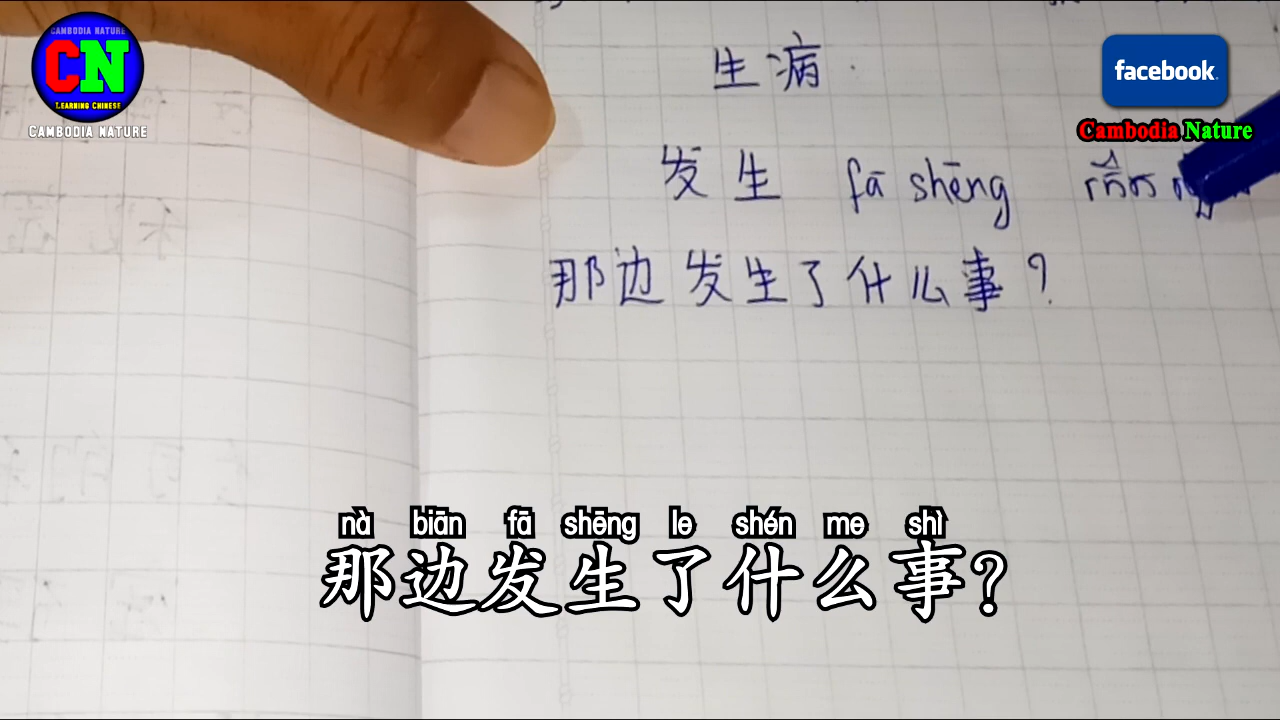 CAMBODIA NATURE
CN
LEARNING CHINESE
CAMBODIA NATURE
facebook
Cambodia Nature
生病
发生 fā shēng កើត
那边发生了什么事?
nà biān fā shēng le shén me shì
那边发生了什么事?